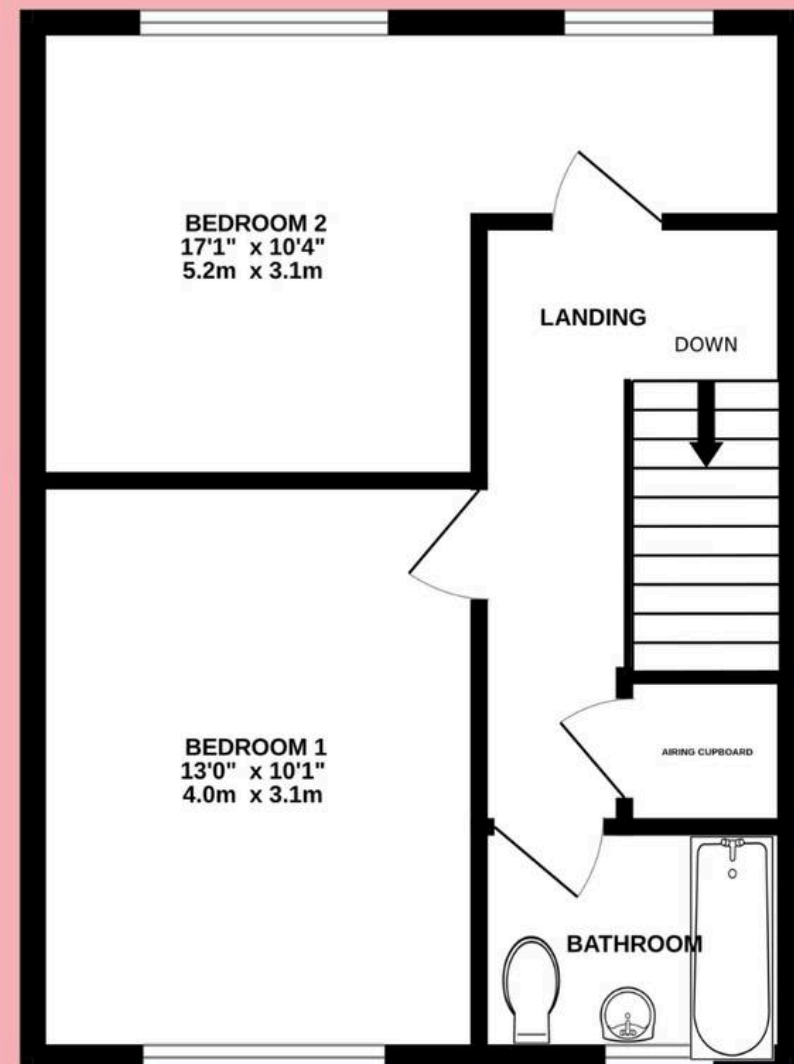 BEDROOM 2
17'1" x 10'4"
5.2m x 3.1m
LANDING
DOWN
BEDROOM 1
13'0" x 10'1"
4.0m x 3.1m
AIRING CUPBOARD
BATHROOM